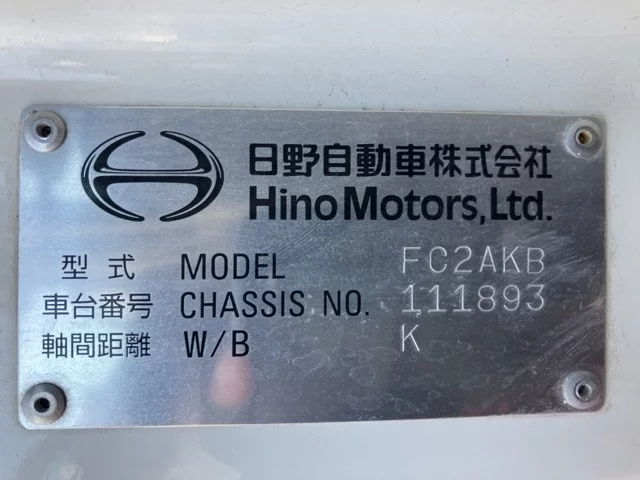 日野自動車株式会社
Hino Motors, Ltd.
型式 MODEL FC2AKB
車台番号 CHASSIS NO. 111893
軸間距離 W/B K